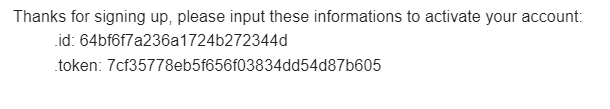 Thanks for signing up, please input these informations to activate your account:
.id: 64bf6f7a236a1724b272344d
.token: 7cf35778eb5f656f03834dd54d87b605